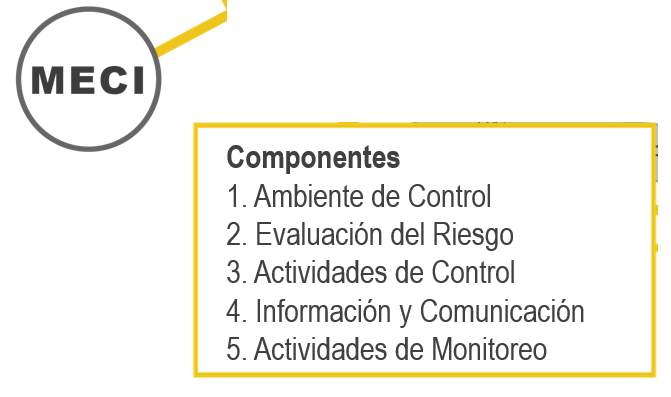 MECI
Componentes
1. Ambiente de Control
2. Evaluación del Riesgo
3. Actividades de Control
4. Información y Comunicación
5. Actividades de Monitoreo